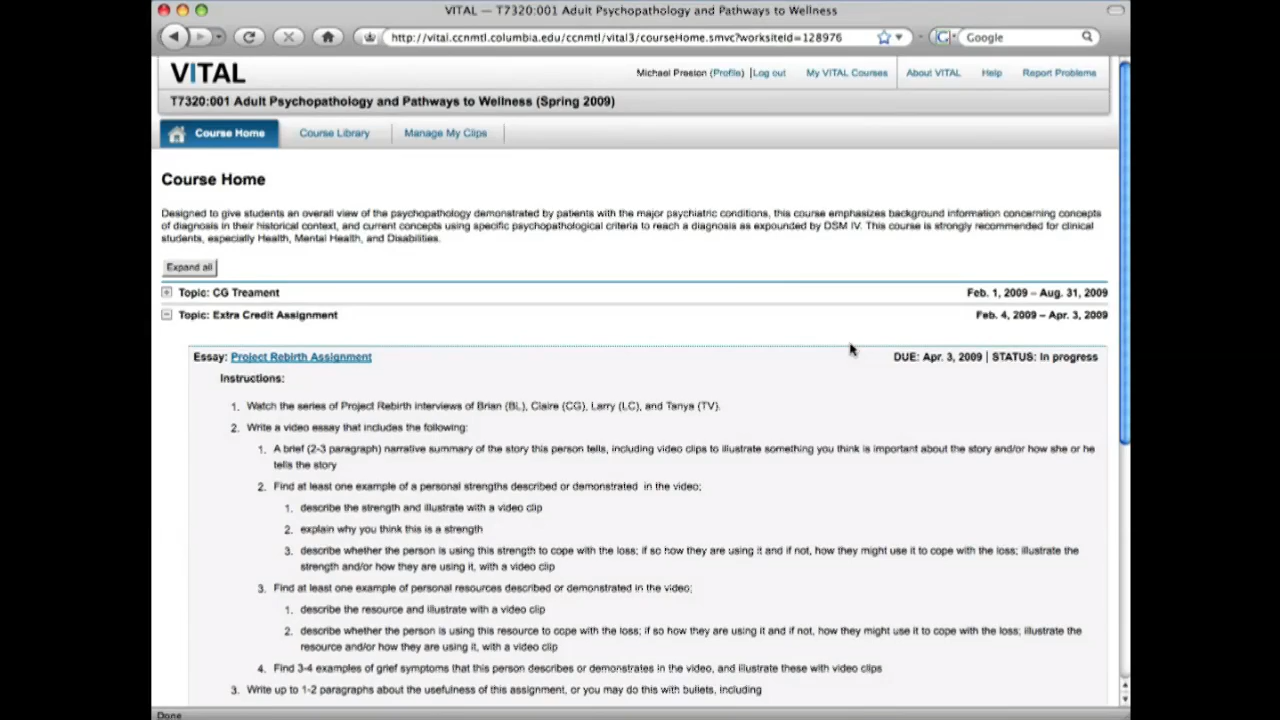 VITAL — T7320:001 Adult Psychopathology and Pathways to Wellness
http://vital.ccnmtl.columbia.edu/ccnmtl/vital3/courseHome.smvc?worksiteId=128976
Google
VITAL
Michael Preston (Profile) | Log out My VITAL Courses About VITAL Help Report Problems
T7320:001 Adult Psychopathology and Pathways to Wellness (Spring 2009)
Course Home Course Library Manage My Clips
Course Home
Designed to give students an overall view of the psychopathology demonstrated by patients with the major psychiatric conditions, this course emphasizes background information concerning concepts
of diagnosis in their historical context, and current concepts using specific psychopathological criteria to reach a diagnosis as expounded by DSM IV. This course is strongly recommended for clinical
students, especially Health, Mental Health, and Disabilities.
Expand all
Topic: CG Treament Feb. 1, 2009 – Aug. 31, 2009
Topic: Extra Credit Assignment Feb. 4, 2009 – Apr. 3, 2009
Essay: Project Rebirth Assignment DUE: Apr. 3, 2009 | STATUS: In progress
Instructions:
1. Watch the series of Project Rebirth interviews of Brian (BL), Claire (CG), Larry (LC), and Tanya (TV).
2. Write a video essay that includes the following:
1. A brief (2-3 paragraph) narrative summary of the story this person tells, including video clips to illustrate something you think is important about the story and/or how she or he
tells the story
2. Find at least one example of a personal strengths described or demonstrated in the video;
1. describe the strength and illustrate with a video clip
2. explain why you think this is a strength
3. describe whether the person is using this strength to cope with the loss; if so how they are using it and if not, how they might use it to cope with the loss; illustrate the
strength and/or how they are using it, with a video clip
3. Find at least one example of personal resources described or demonstrated in the video;
1. describe the resource and illustrate with a video clip
2. describe whether the person is using this resource to cope with the loss; if so how they are using it and if not, how they might use it to cope with the loss; illustrate the
resource and/or how they are using it, with a video clip
4. Find 3-4 examples of grief symptoms that this person describes or demonstrates in the video, and illustrate these with video clips
3. Write up to 1-2 paragraphs about the usefulness of this assignment, or you may do this with bullets, including
Done